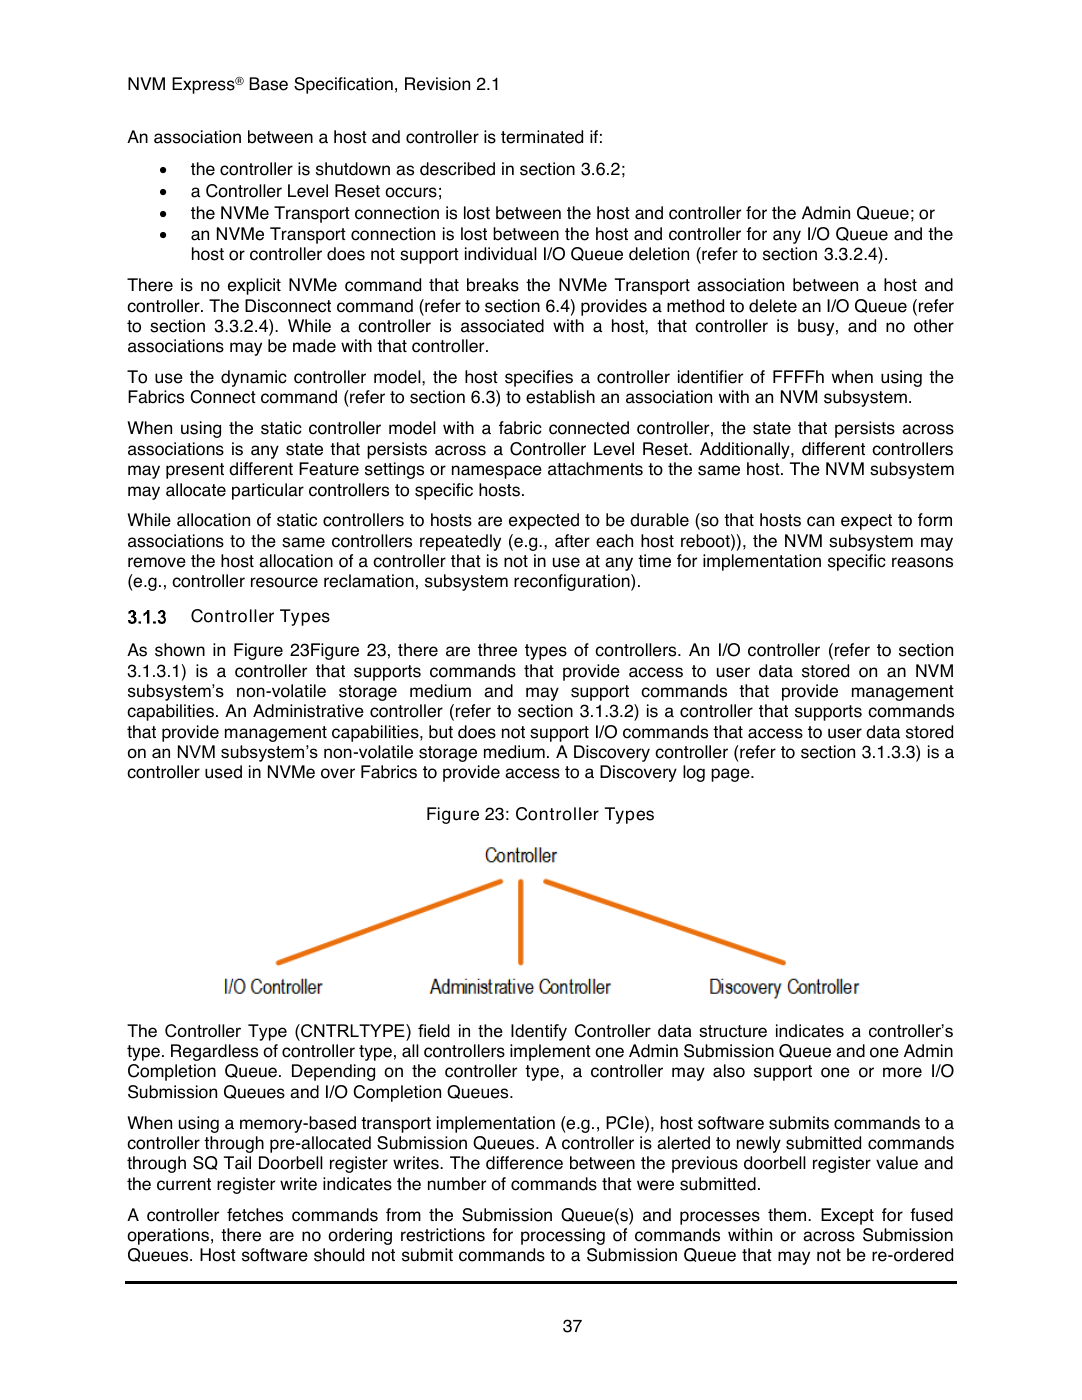 NVM Express® Base Specification, Revision 2.1
An association between a host and controller is terminated if:
• the controller is shutdown as described in section 3.6.2;
• a Controller Level Reset occurs;
• the NVMe Transport connection is lost between the host and controller for the Admin Queue; or
• an NVMe Transport connection is lost between the host and controller for any I/O Queue and the
host or controller does not support individual I/O Queue deletion (refer to section 3.3.2.4).
There is no explicit NVMe command that breaks the NVMe Transport association between a host and
controller. The Disconnect command (refer to section 6.4) provides a method to delete an I/O Queue (refer
to section 3.3.2.4). While a controller is associated with a host, that controller is busy, and no other
associations may be made with that controller.
To use the dynamic controller model, the host specifies a controller identifier of FFFFh when using the
Fabrics Connect command (refer to section 6.3) to establish an association with an NVM subsystem.
When using the static controller model with a fabric connected controller, the state that persists across
associations is any state that persists across a Controller Level Reset. Additionally, different controllers
may present different Feature settings or namespace attachments to the same host. The NVM subsystem
may allocate particular controllers to specific hosts.
While allocation of static controllers to hosts are expected to be durable (so that hosts can expect to form
associations to the same controllers repeatedly (e.g., after each host reboot)), the NVM subsystem may
remove the host allocation of a controller that is not in use at any time for implementation specific reasons
(e.g., controller resource reclamation, subsystem reconfiguration).
3.1.3 Controller Types
As shown in Figure 23Figure 23, there are three types of controllers. An I/O controller (refer to section
3.1.3.1) is a controller that supports commands that provide access to user data stored on an NVM
subsystem’s non-volatile storage medium and may support commands that provide management
capabilities. An Administrative controller (refer to section 3.1.3.2) is a controller that supports commands
that provide management capabilities, but does not support I/O commands that access to user data stored
on an NVM subsystem’s non-volatile storage medium. A Discovery controller (refer to section 3.1.3.3) is a
controller used in NVMe over Fabrics to provide access to a Discovery log page.
Figure 23: Controller Types
Controller
I/O Controller Administrative Controller Discovery Controller
The Controller Type (CNTRLTYPE) field in the Identify Controller data structure indicates a controller’s
type. Regardless of controller type, all controllers implement one Admin Submission Queue and one Admin
Completion Queue. Depending on the controller type, a controller may also support one or more I/O
Submission Queues and I/O Completion Queues.
When using a memory-based transport implementation (e.g., PCIe), host software submits commands to a
controller through pre-allocated Submission Queues. A controller is alerted to newly submitted commands
through SQ Tail Doorbell register writes. The difference between the previous doorbell register value and
the current register write indicates the number of commands that were submitted.
A controller fetches commands from the Submission Queue(s) and processes them. Except for fused
operations, there are no ordering restrictions for processing of commands within or across Submission
Queues. Host software should not submit commands to a Submission Queue that may not be re-ordered
37